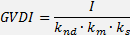 GVDI = I / (k_nd · k_m · k_s)